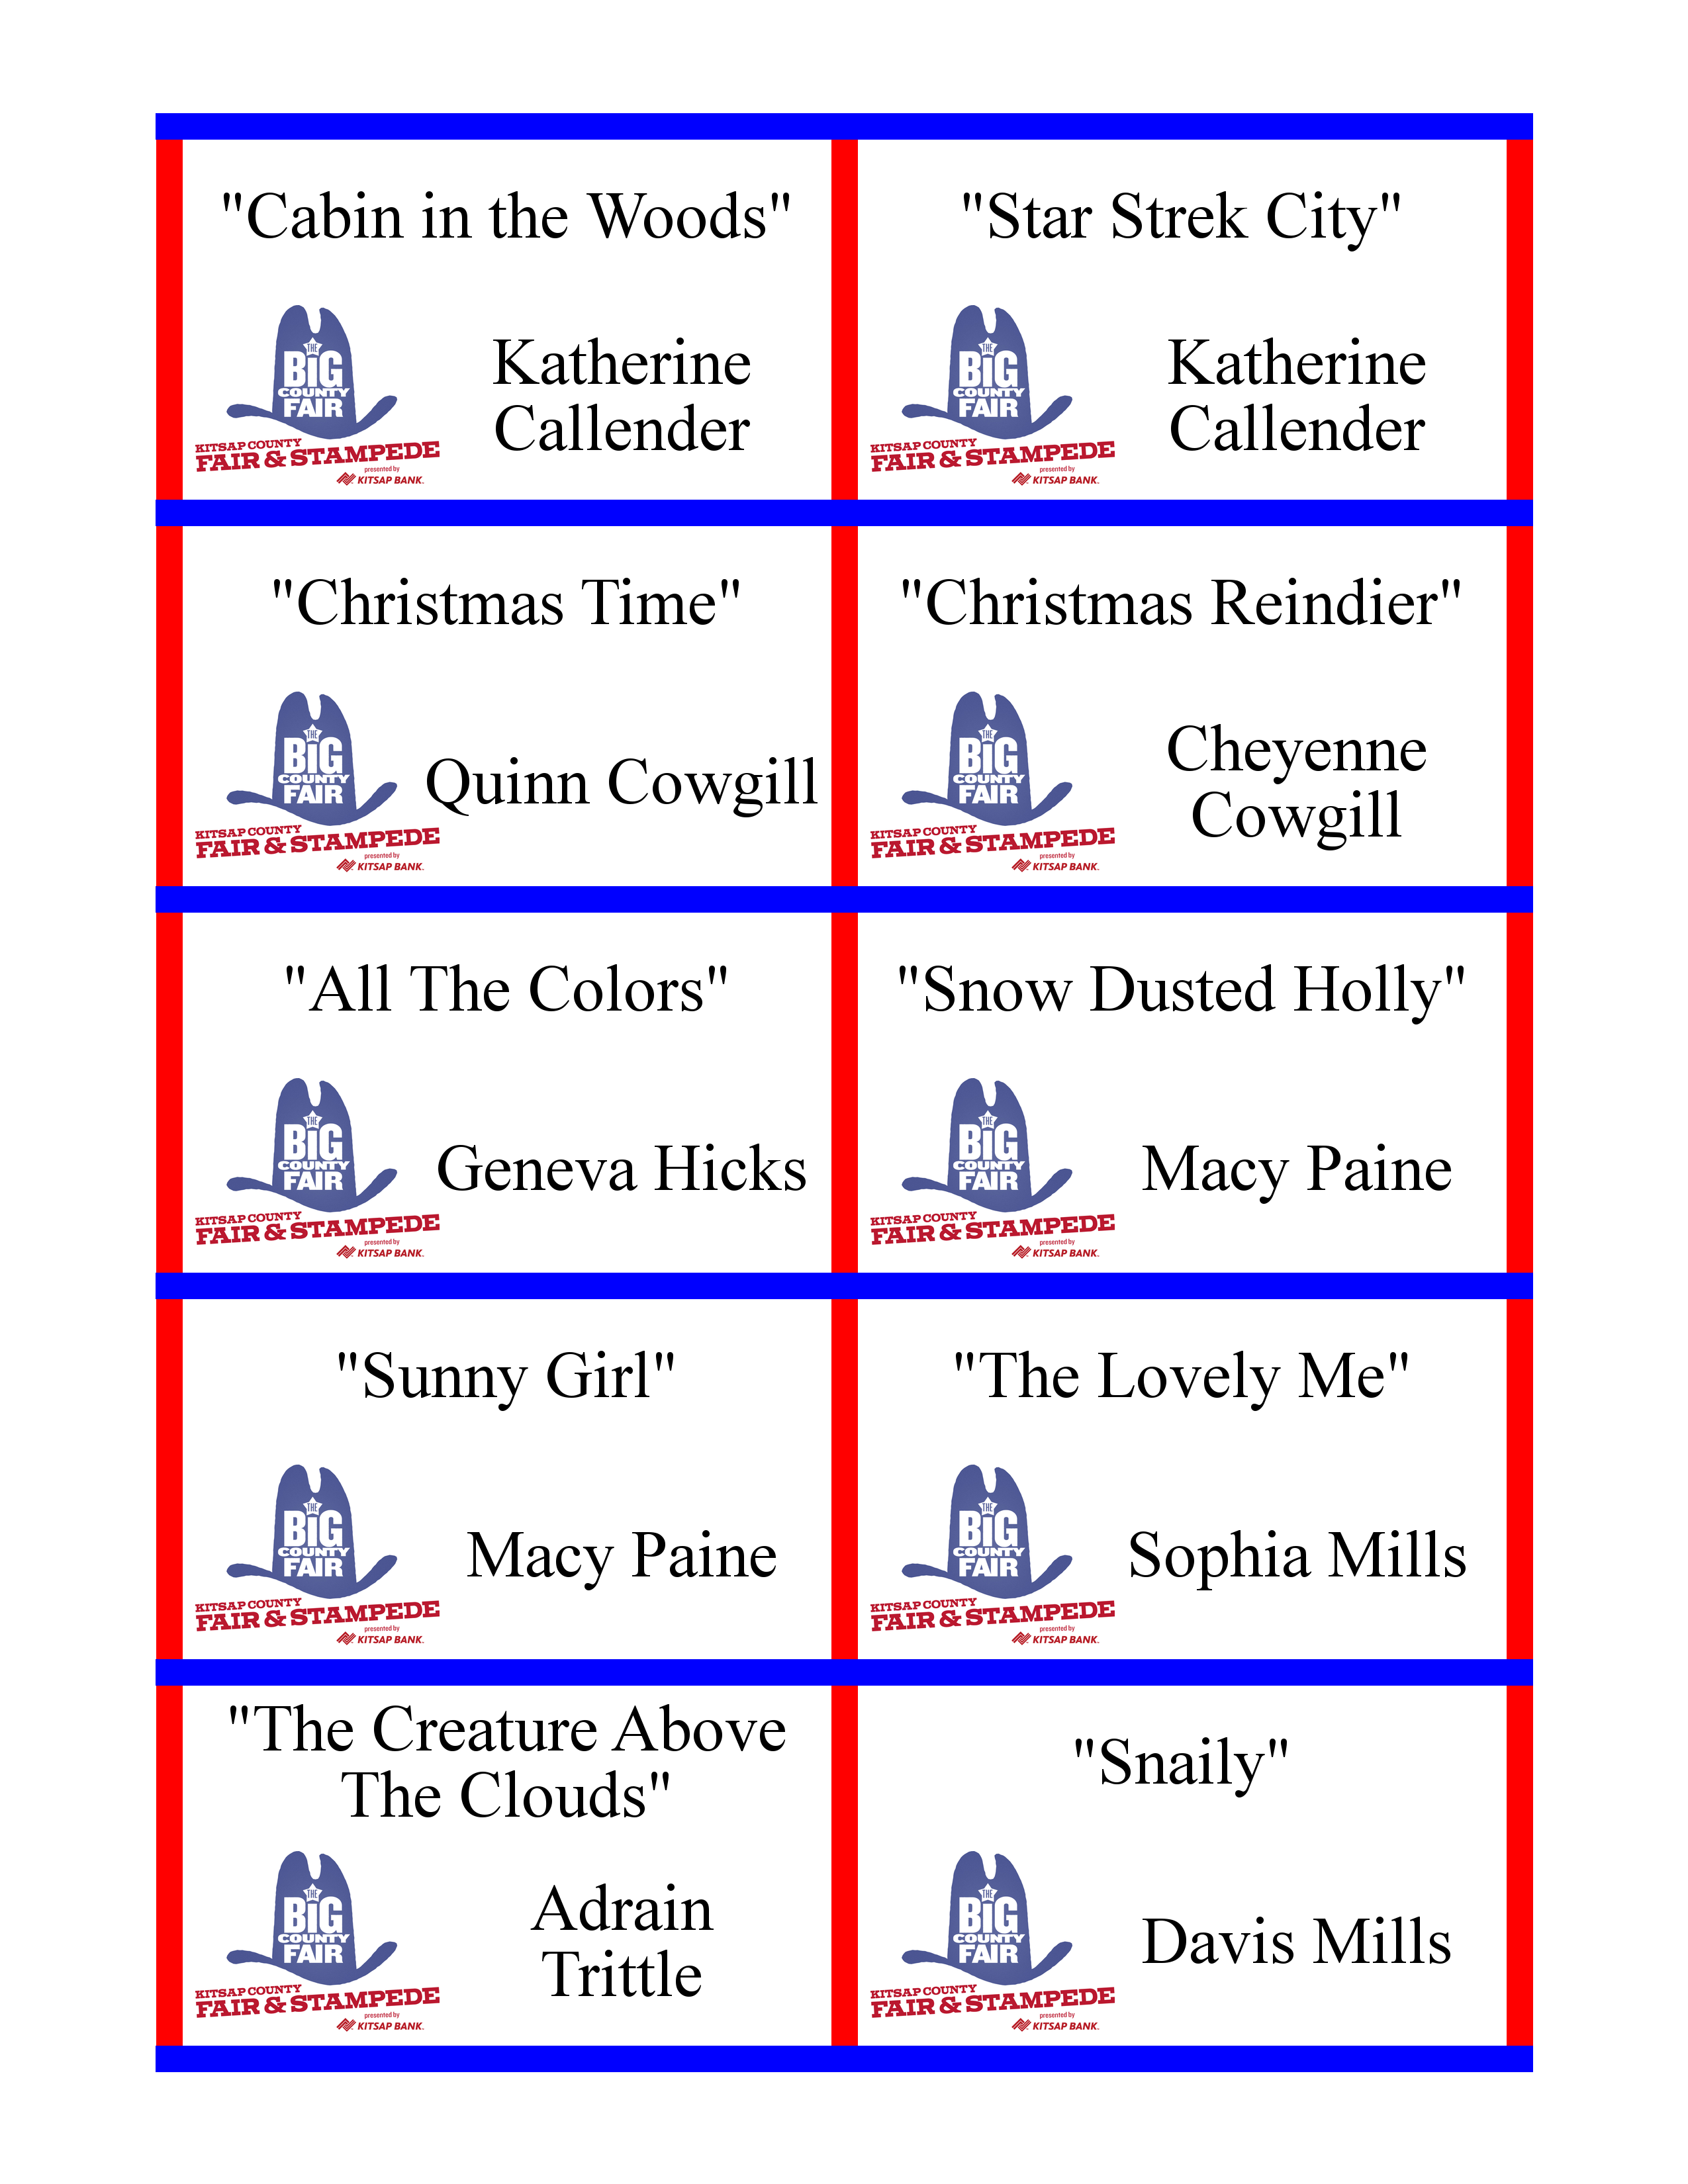 "Cabin in the Woods"
THE
BIG
COUNTY
FAIR
KITSAP COUNTY
FAIR & STAMPEDE
presented by
KITSAP BANK.
Katherine
Callender
"Star Strek City"
THE
BIG
COUNTY
FAIR
KITSAP COUNTY
FAIR & STAMPEDE
presented by
KITSAP BANK.
Katherine
Callender
"Christmas Time"
THE
BIG
COUNTY
FAIR
KITSAP COUNTY
FAIR & STAMPEDE
presented by
KITSAP BANK.
Quinn Cowgill
"Christmas Reindier"
THE
BIG
COUNTY
FAIR
KITSAP COUNTY
FAIR & STAMPEDE
presented by
KITSAP BANK.
Cheyenne
Cowgill
"All The Colors"
THE
BIG
COUNTY
FAIR
KITSAP COUNTY
FAIR & STAMPEDE
presented by
KITSAP BANK.
Geneva Hicks
"Snow Dusted Holly"
THE
BIG
COUNTY
FAIR
KITSAP COUNTY
FAIR & STAMPEDE
presented by
KITSAP BANK.
Macy Paine
"Sunny Girl"
THE
BIG
COUNTY
FAIR
KITSAP COUNTY
FAIR & STAMPEDE
presented by
KITSAP BANK.
Macy Paine
"The Lovely Me"
THE
BIG
COUNTY
FAIR
KITSAP COUNTY
FAIR & STAMPEDE
presented by
KITSAP BANK.
Sophia Mills
"The Creature Above
The Clouds"
THE
BIG
COUNTY
FAIR
KITSAP COUNTY
FAIR & STAMPEDE
presented by
KITSAP BANK.
Adrain
Trittle
"Snaily"
THE
BIG
COUNTY
FAIR
KITSAP COUNTY
FAIR & STAMPEDE
presented by
KITSAP BANK.
Davis Mills